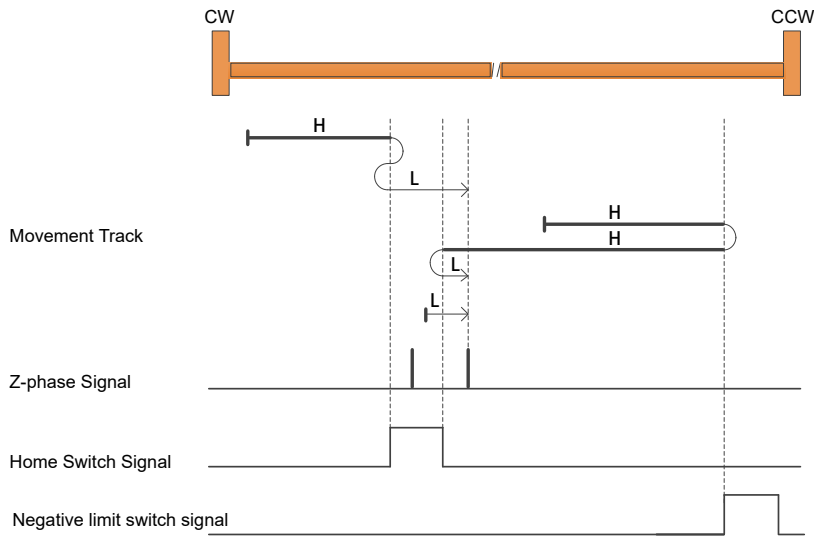 CW
CCW
H
L
H
Movement Track
H
L
L
Z-phase Signal
Home Switch Signal
Negative limit switch signal